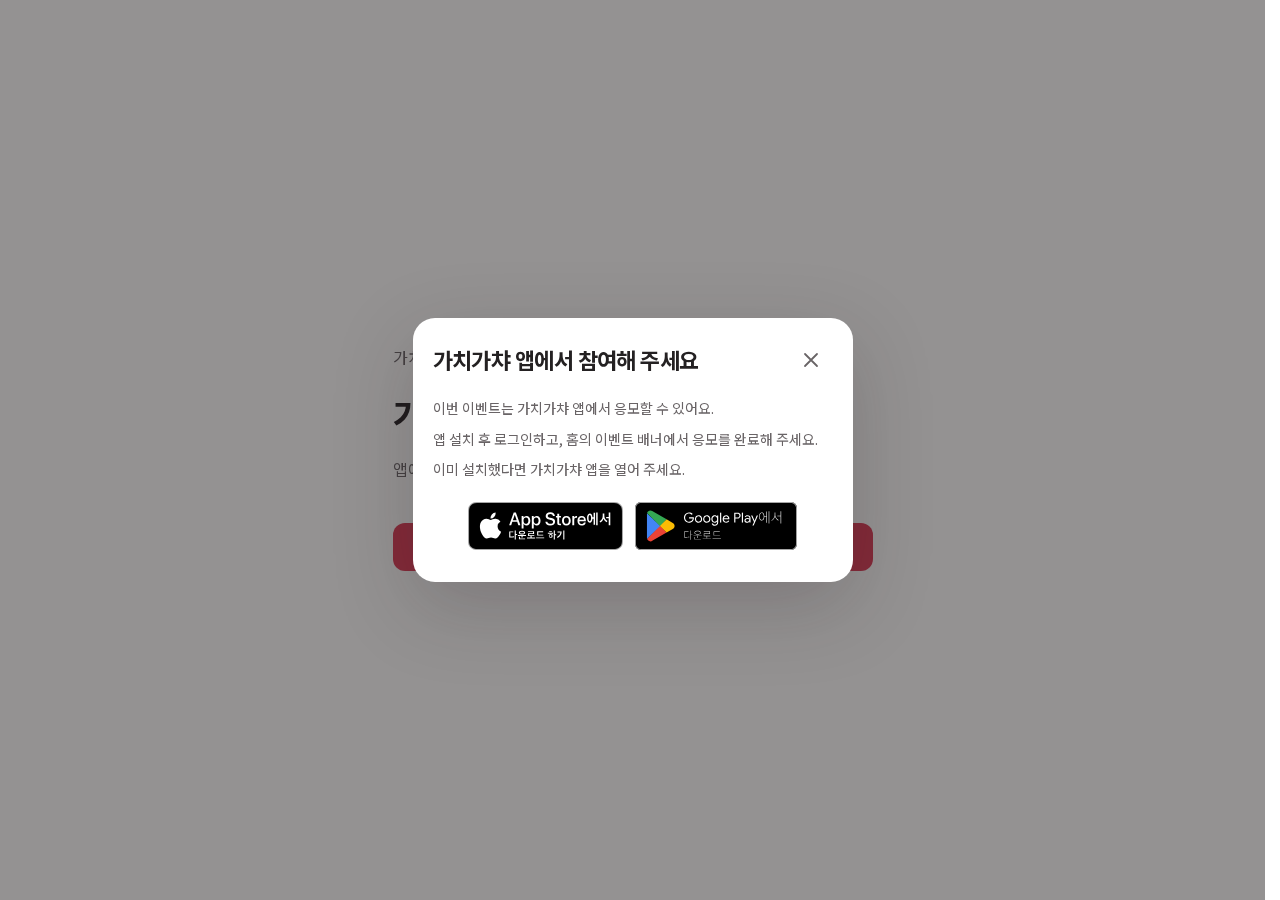 가치가챠 앱에서 참여해 주세요
이번 이벤트는 가치가챠 앱에서 응모할 수 있어요.
앱 설치 후 로그인하고, 홈의 이벤트 배너에서 응모를 완료해 주세요.
이미 설치했다면 가치가챠 앱을 열어 주세요.
App Store에서
다운로드 하기
Google Play에서
다운로드